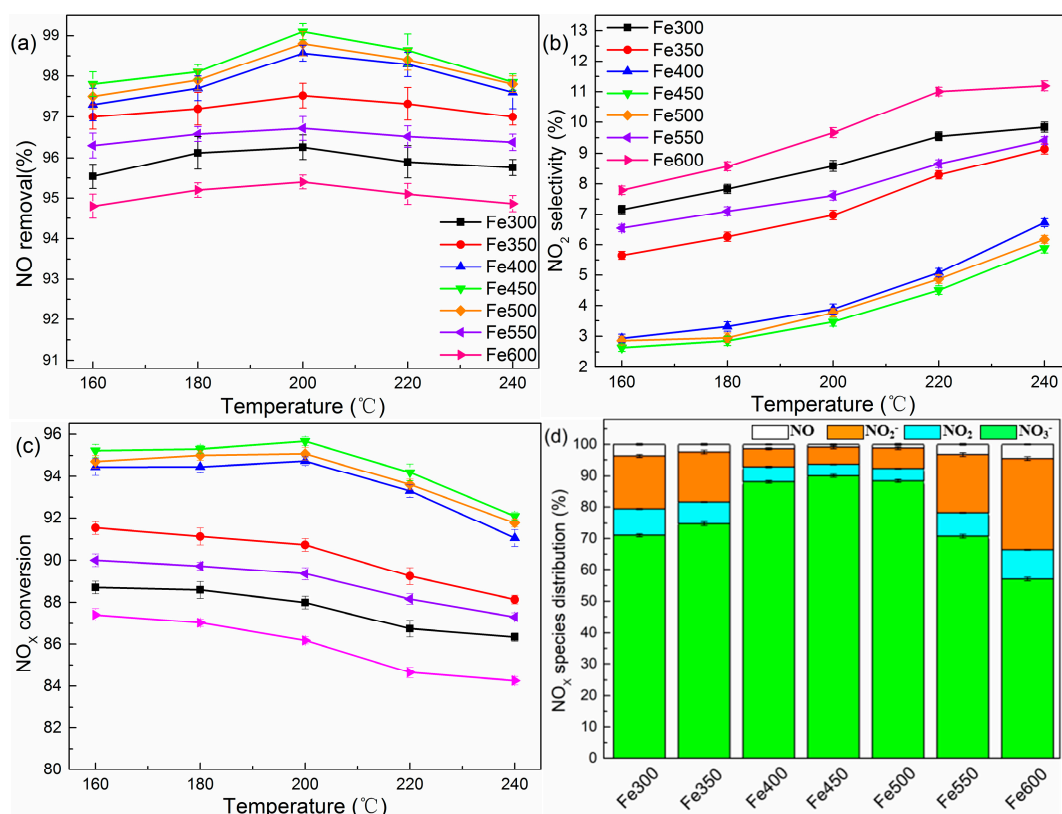 (a)
NO removal(%)
99
98
97
96
95
94
93
92
91
160 180 200 220 240
Temperature (℃)
Fe300
Fe350
Fe400
Fe450
Fe500
Fe550
Fe600
(b)
NO₂ selectivity (%)
13
12
11
10
9
8
7
6
5
4
3
2
160 180 200 220 240
Temperature (℃)
Fe300
Fe350
Fe400
Fe450
Fe500
Fe550
Fe600
(c)
NOX conversion
96
94
92
90
88
86
84
82
80
160 180 200 220 240
Temperature (℃)
(d)
NOX species distribution (%)
NO NO₂⁻ NO₂ NO₃⁻
100
90
80
70
60
50
40
30
20
10
0
Fe300 Fe350 Fe400 Fe450 Fe500 Fe550 Fe600